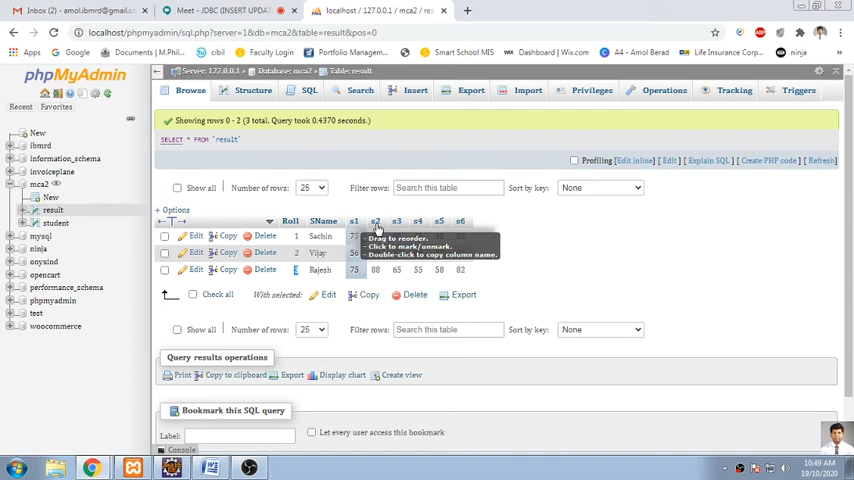 Inbox (2) - amol.ibmrd@gmail.co
Meet - JDBC (INSERT UPDAT
localhost / 127.0.0.1 / mca2 / res
localhost/phpmyadmin/sql.php?server=1&db=mca2&table=result&pos=0
Google Documents (M.Phil Cyber 50 Faculty Login Portfolio Managem... Smart School MIS Dashboard - Wix.com A4 - Amol Berad Life Insurance Corp... ninja
phpMyAdmin
Recent Favorites
New
ibmrd
information_schema
invoiceplane
mca2
New
result
student
mysql
ninja
onyxind
opencart
performance_schema
phpmyadmin
test
woocommerce
Server: 127.0.0.1 » Database: mca2 » Table: result
Browse Structure SQL Search Insert Export Import Privileges Operations Tracking Triggers
Showing rows 0 - 2 (3 total, Query took 0.4370 seconds.)
SELECT * FROM `result`
Profiling [Edit inline] [ Edit ] [ Explain SQL ] [ Create PHP code ] [ Refresh]
Show all Number of rows: 25 Filter rows: Search this table Sort by key: None
+ Options
←T→ Roll SName s1 s2 s3 s4 s5 s6
Edit Copy Delete 1 Sachin 75
Edit Copy Delete 2 Vijay 56
Edit Copy Delete 3 Rajesh 75 88 65 55 58 82
- Drag to reorder.
- Click to mark/unmark.
- Double-click to copy column name.
Check all With selected: Edit Copy Delete Export
Show all Number of rows: 25 Filter rows: Search this table Sort by key: None
Query results operations
Print Copy to clipboard Export Display chart Create view
Bookmark this SQL query
Label: Let every user access this bookmark
Console
10:49 AM
19/10/2020